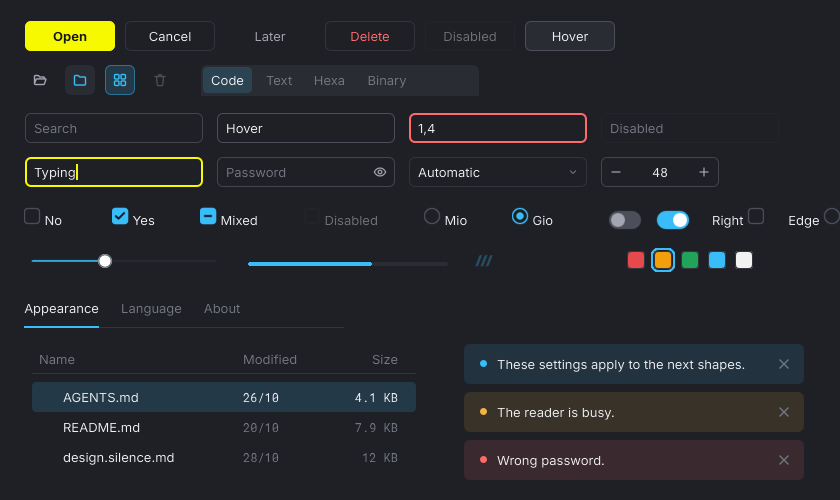 Open Cancel Later Delete Disabled Hover
Code Text Hexa Binary
Search Hover 1,4 Disabled
Typing Password Automatic 48
No Yes Mixed Disabled Mio Gio Right Edge
Appearance Language About
Name Modified Size
AGENTS.md 26/10 4.1 KB
README.md 20/10 7.9 KB
design.silence.md 28/10 12 KB
These settings apply to the next shapes.
The reader is busy.
Wrong password.